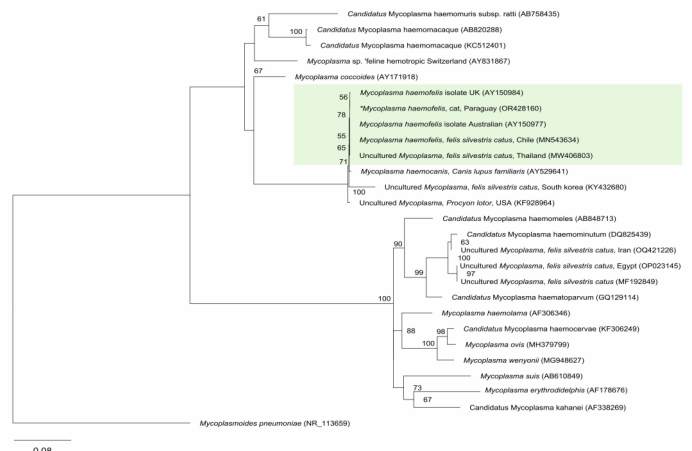 Candidatus Mycoplasma haemomuris subsp. ratti (AB758435)
61
Candidatus Mycoplasma haemomacaque (AB820288)
100
Candidatus Mycoplasma haemomacaque (KC512401)
Mycoplasma sp. 'feline hemotropic Switzerland (AY831867)
67
Mycoplasma coccoides (AY171918)
Mycoplasma haemofelis isolate UK (AY150984)
56
*Mycoplasma haemofelis, cat, Paraguay (OR428160)
78
Mycoplasma haemofelis isolate Australian (AY150977)
55
Mycoplasma haemofelis, felis silvestris catus, Chile (MN543634)
65
Uncultured Mycoplasma, felis silvestris catus, Thailand (MW406803)
71
Mycoplasma haemocanis, Canis lupus familiaris (AY529641)
Uncultured Mycoplasma, felis silvestris catus, South korea (KY432680)
100
Uncultured Mycoplasma, Procyon lotor, USA (KF928964)
Candidatus Mycoplasma haemomeles (AB848713)
90
Candidatus Mycoplasma haemominutum (DQ825439)
63
Uncultured Mycoplasma, felis silvestris catus, Iran (OQ421226)
100
Uncultured Mycoplasma, felis silvestris catus, Egypt (OP023145)
99
97
Uncultured Mycoplasma, felis silvestris catus (MF192849)
100
Candidatus Mycoplasma haematoparvum (GQ129114)
Mycoplasma haemolama (AF306346)
88
98
Candidatus Mycoplasma haemocervae (KF306249)
100
Mycoplasma ovis (MH379799)
Mycoplasma wenyonii (MG948627)
Mycoplasma suis (AB610849)
73
Mycoplasma erythrodidelphis (AF178676)
67
Candidatus Mycoplasma kahanei (AF338269)
Mycoplasmoides pneumoniae (NR_113659)
0.08